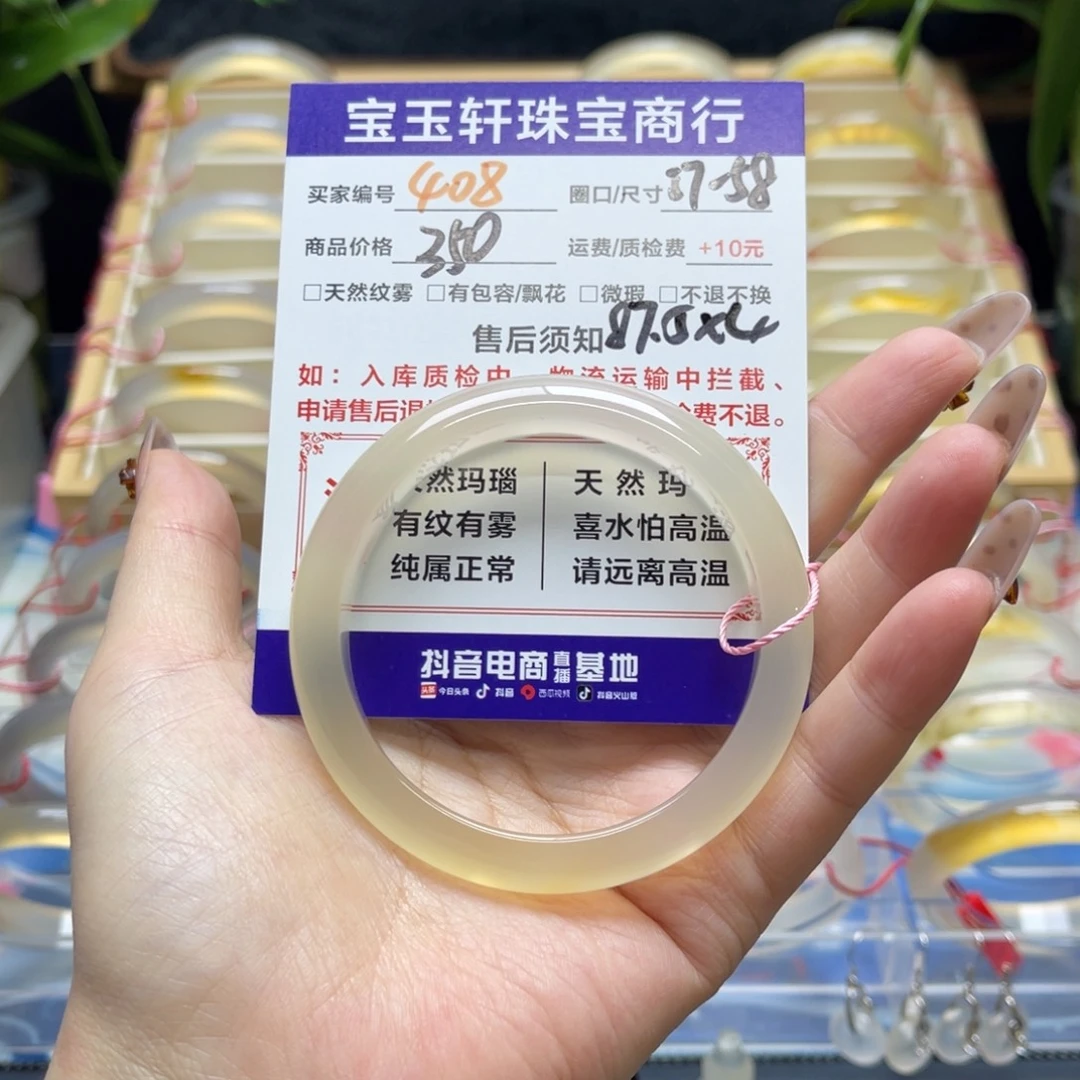 宝玉轩珠宝商行
买家编号 408 圈口/尺寸 57-58
商品价格 350 运费/质检费 +10元
□天然纹雾 □有包容/飘花 □微瑕 □不退不换
售后须知
如：入库质检中、物流运输中拦截、
申请售后退 费不退。
然玛瑙 天然玛
有纹有雾 喜水怕高温
纯属正常 请远离高温
抖音电商直播基地
头条 今日头条 抖音 西瓜视频 抖音火山版